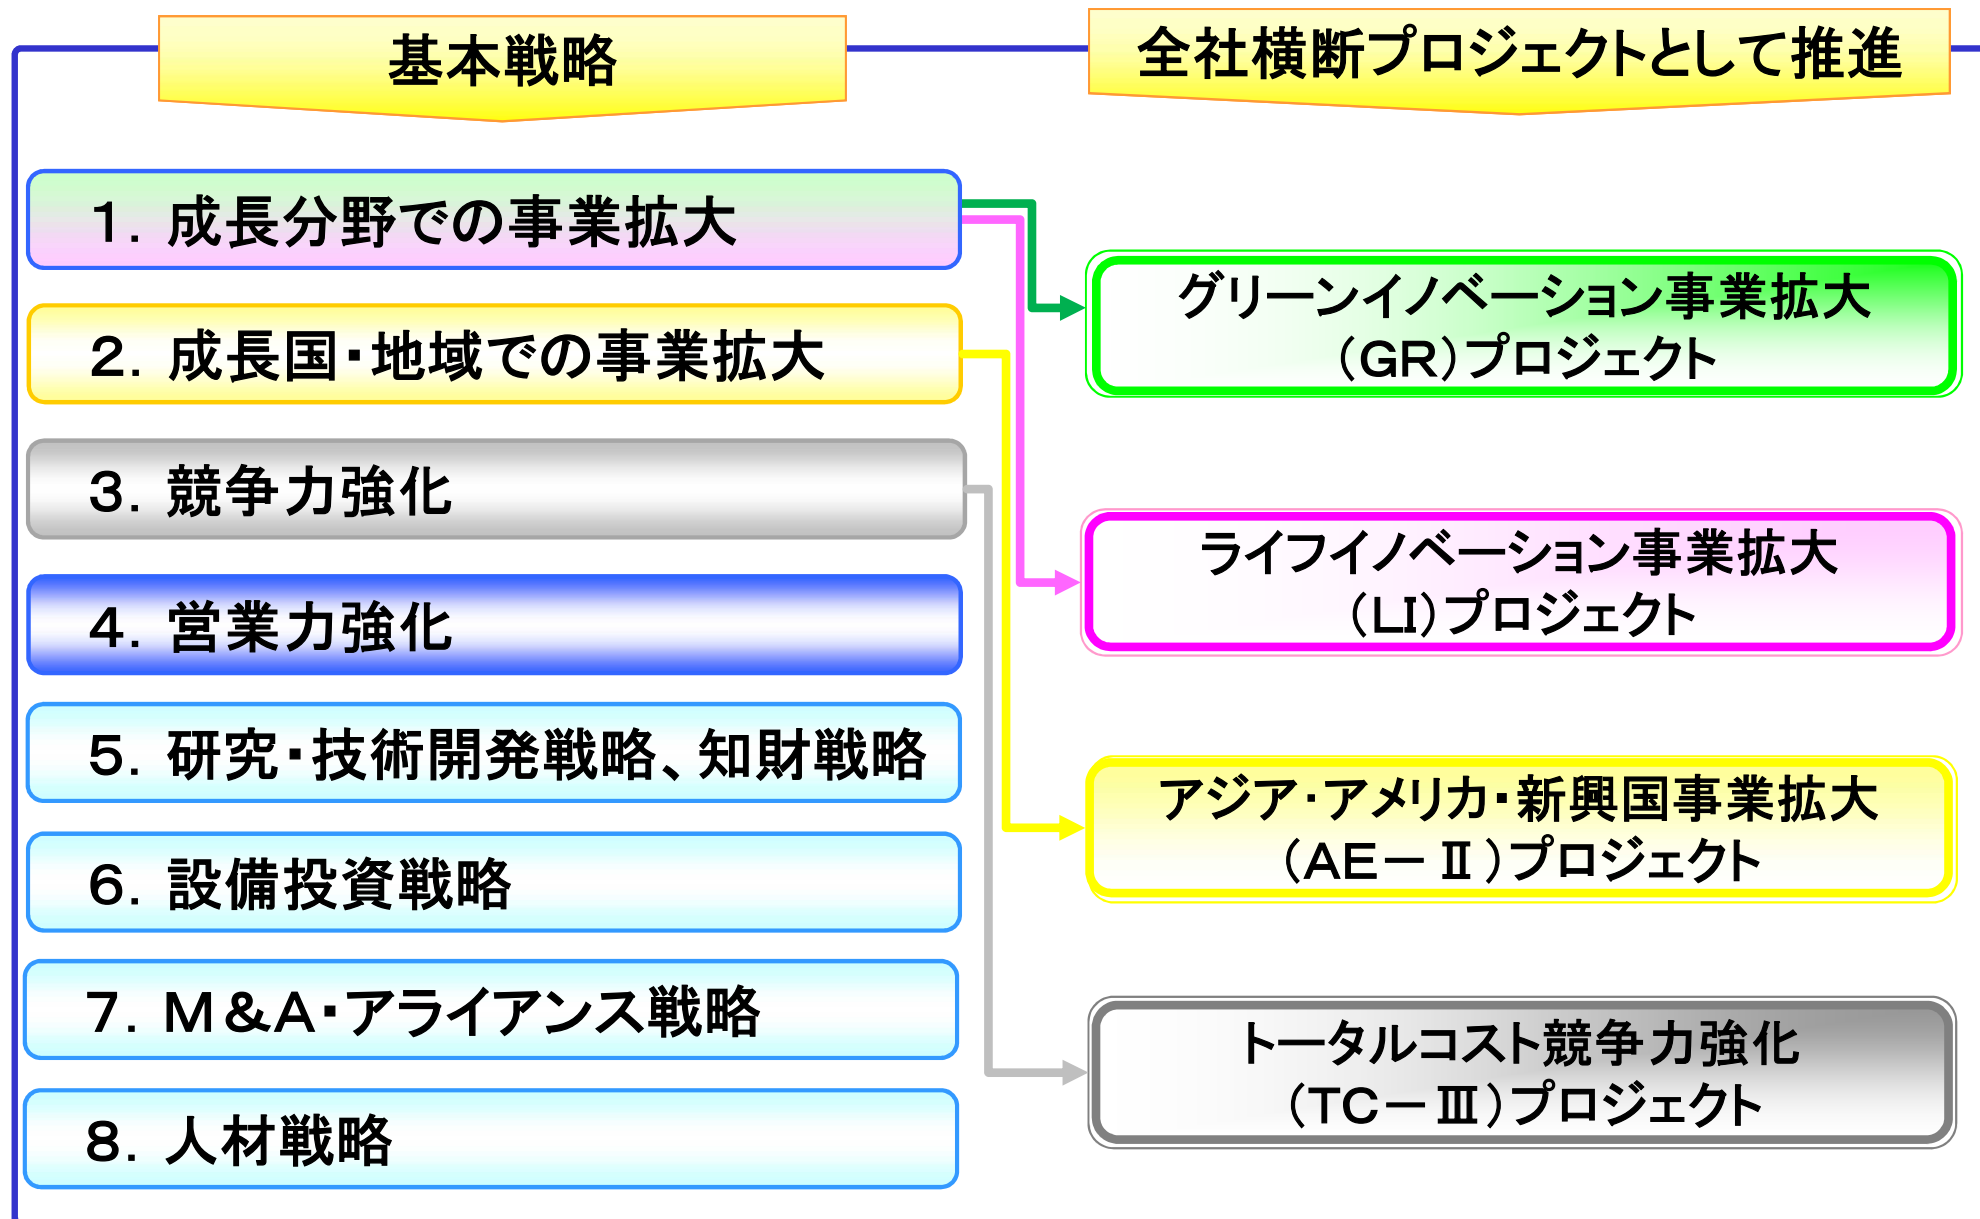 基本戦略
全社横断プロジェクトとして推進
１．成長分野での事業拡大
２．成長国・地域での事業拡大
３．競争力強化
４．営業力強化
５．研究・技術開発戦略、知財戦略
６．設備投資戦略
７．Ｍ＆Ａ・アライアンス戦略
８．人材戦略
グリーンイノベーション事業拡大
（ＧＲ）プロジェクト
ライフイノベーション事業拡大
（ＬＩ）プロジェクト
アジア・アメリカ・新興国事業拡大
（ＡＥ－Ⅱ）プロジェクト
トータルコスト競争力強化
（ＴＣ－Ⅲ）プロジェクト